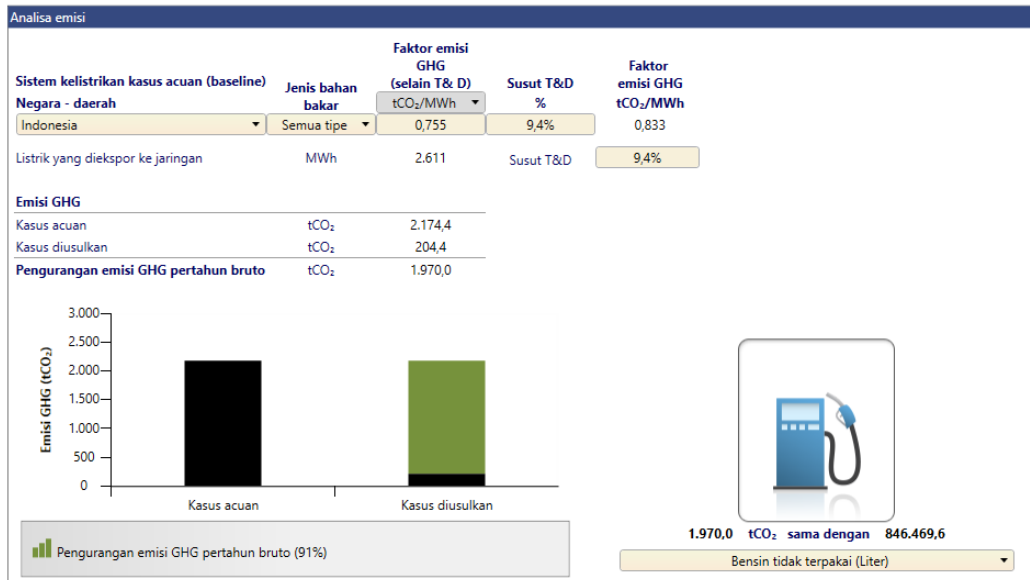 Analisa emisi
Faktor emisi
GHG
(selain T& D)
Faktor
emisi GHG
tCO₂/MWh
Sistem kelistrikan kasus acuan (baseline)
Jenis bahan
bakar
Susut T&D
%
Negara - daerah
tCO₂/MWh
Indonesia Semua tipe 0,755 9,4% 0,833
Listrik yang diekspor ke jaringan MWh 2.611 Susut T&D 9,4%
Emisi GHG
Kasus acuan tCO₂ 2.174,4
Kasus diusulkan tCO₂ 204,4
Pengurangan emisi GHG pertahun bruto tCO₂ 1.970,0
Emisi GHG (tCO₂)
3.000
2.500
2.000
1.500
1.000
500
0
Kasus acuan Kasus diusulkan
Pengurangan emisi GHG pertahun bruto (91%)
1.970,0 tCO₂ sama dengan 846.469,6
Bensin tidak terpakai (Liter)